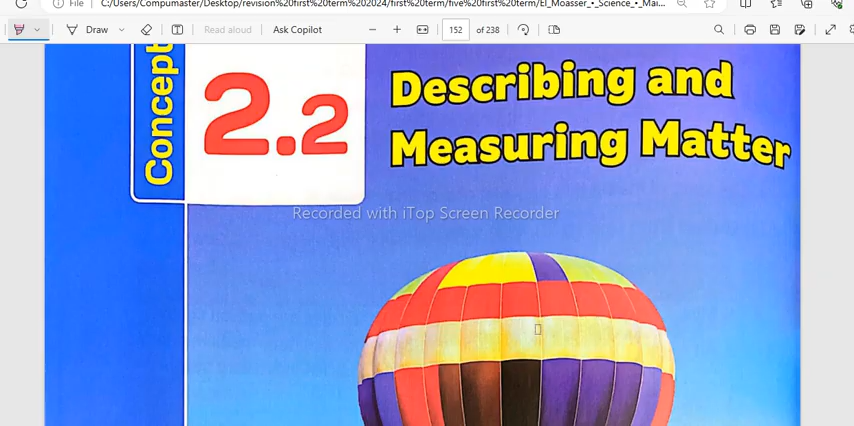 File
C:/Users/Compumaster/Desktop/revision%20first%20term%202024/first%20term/five%20first%20term/El_Moasser_•_Science_•_Mai...
Draw
Read aloud
Ask Copilot
152
of 238
Concept
2.2
Describing and
Measuring Matter
Recorded with iTop Screen Recorder